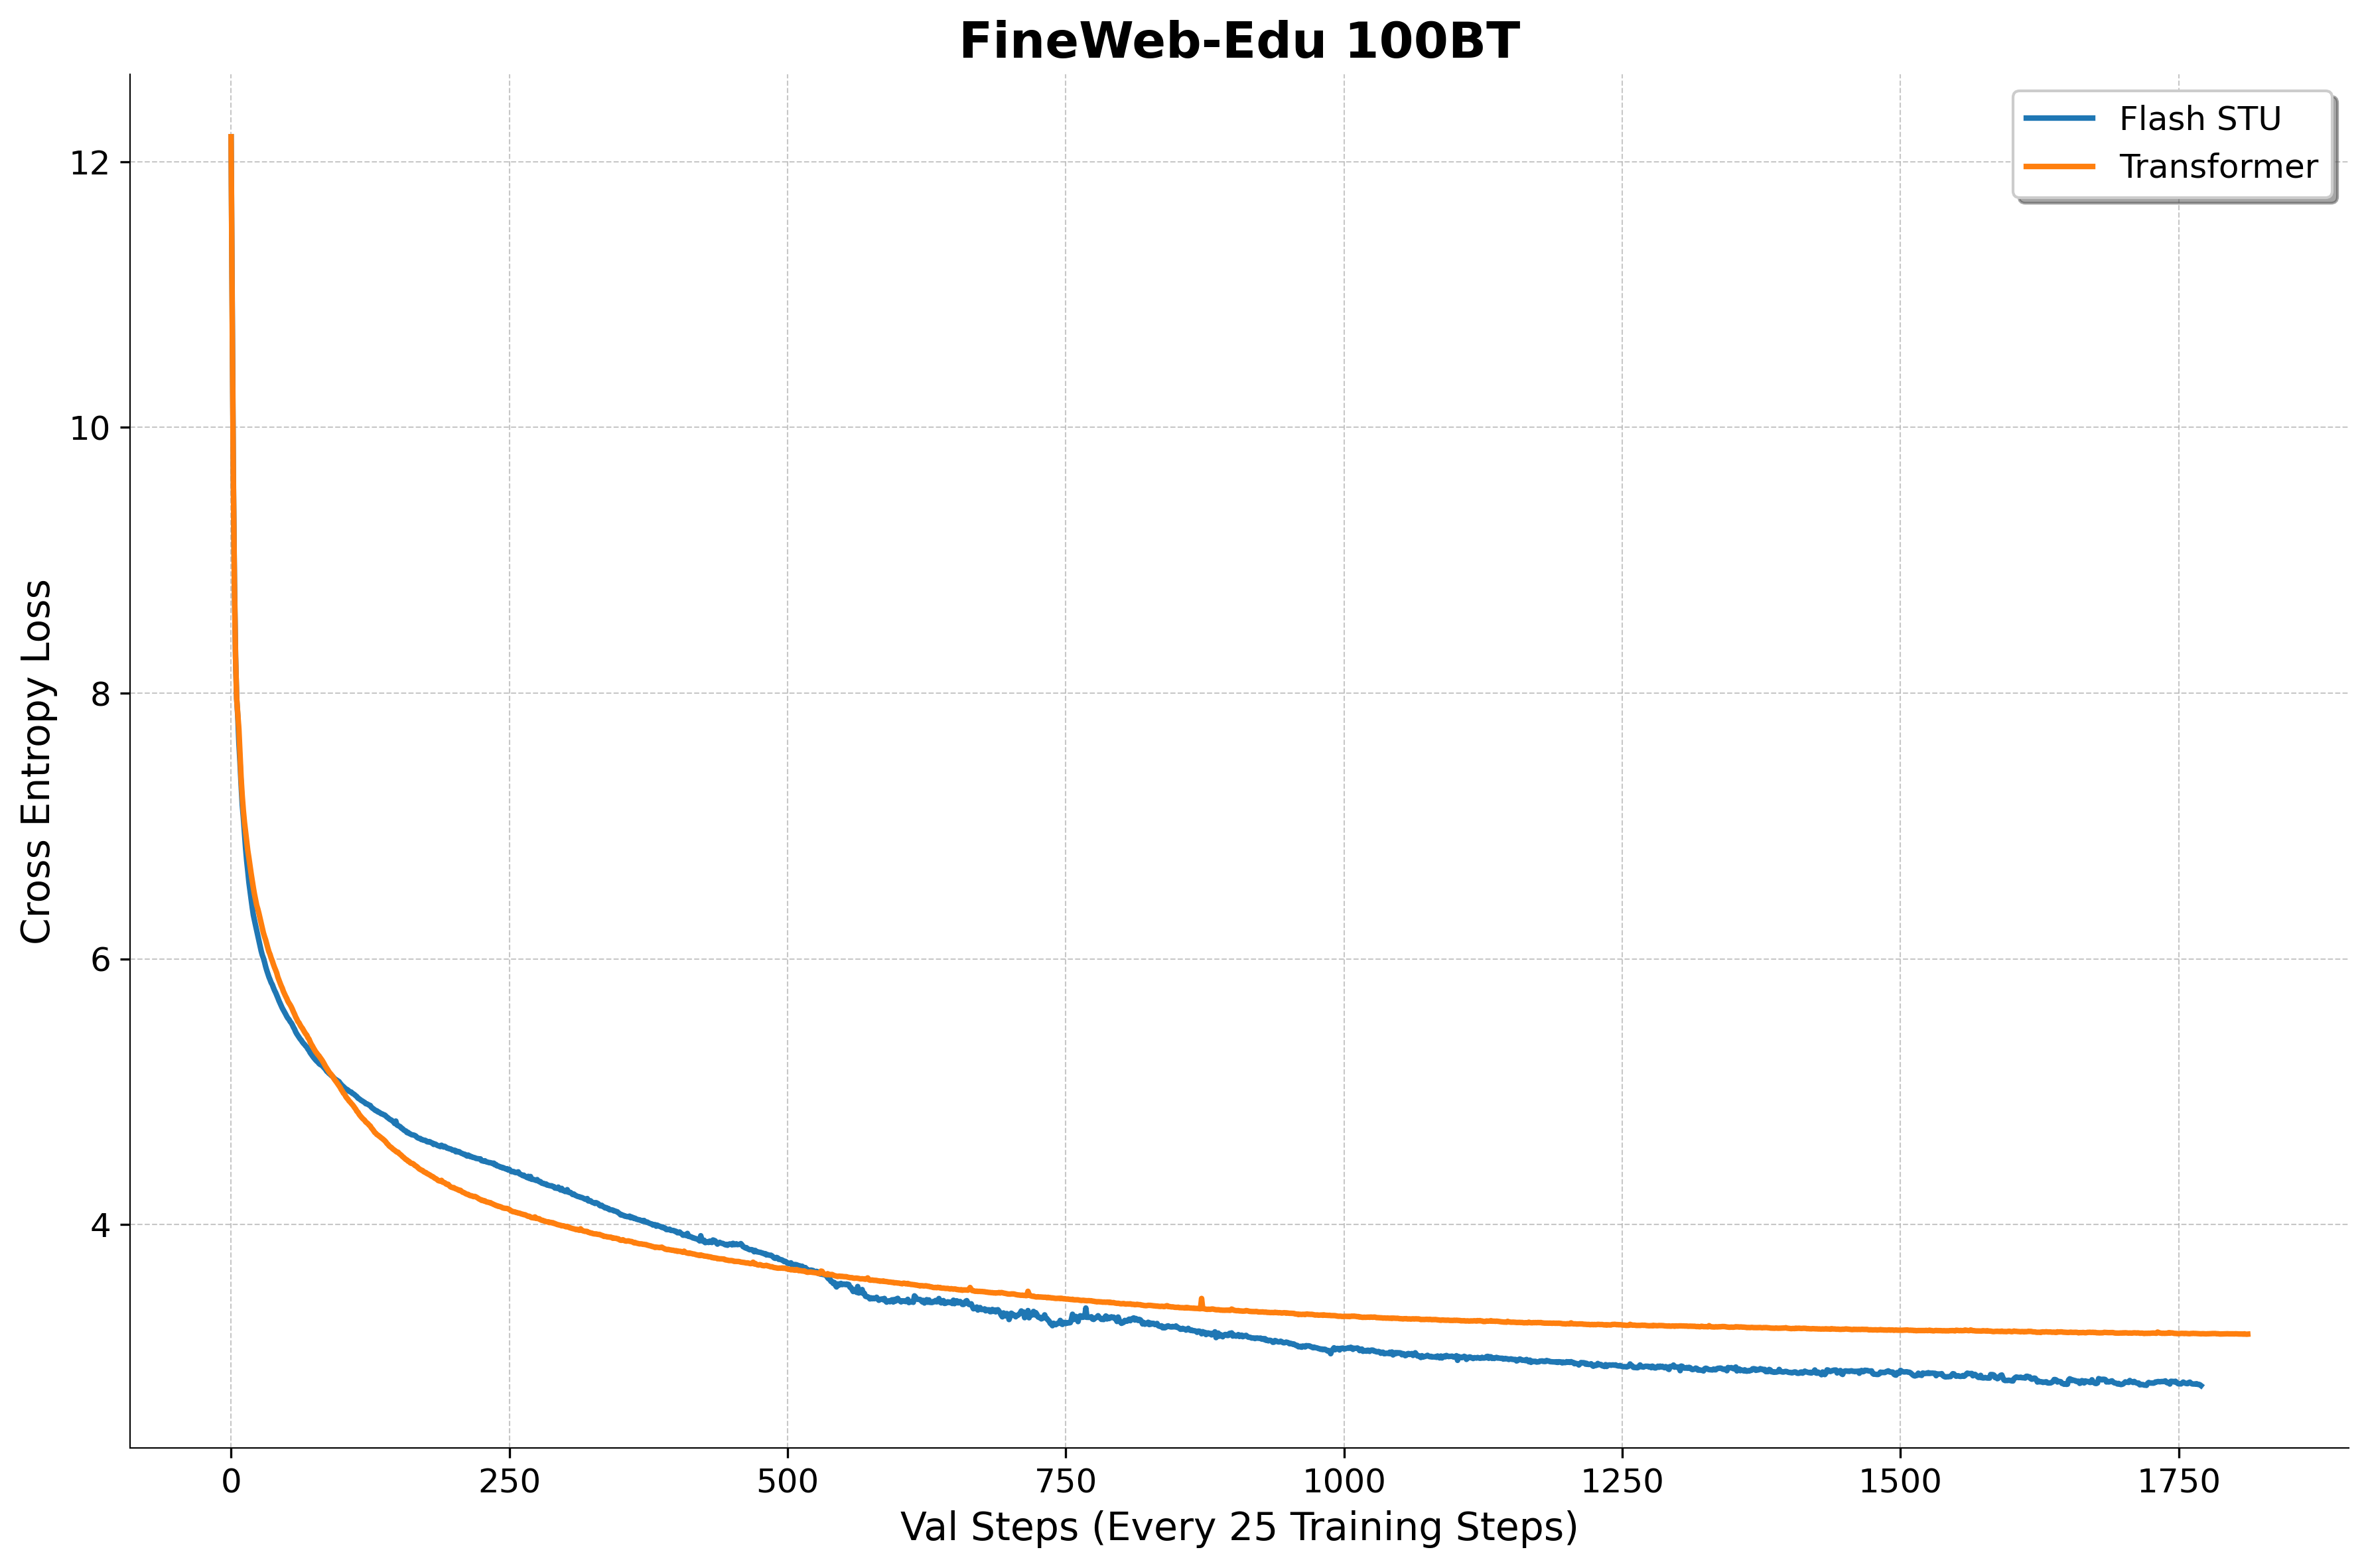 FineWeb-Edu 100BT
Flash STU
Transformer
12
10
8
6
4
Cross Entropy Loss
0 250 500 750 1000 1250 1500 1750
Val Steps (Every 25 Training Steps)